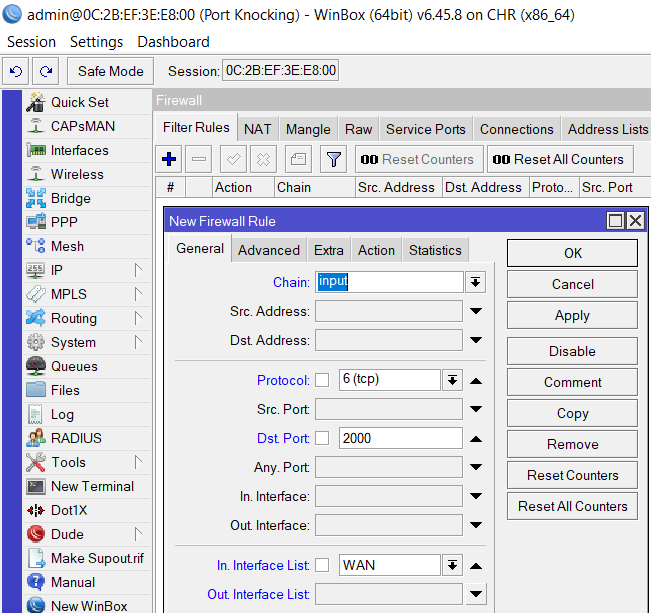 admin@0C:2B:EF:3E:E8:00 (Port Knocking) - WinBox (64bit) v6.45.8 on CHR (x86_64)
Session Settings Dashboard
Safe Mode Session: 0C:2B:EF:3E:E8:00
Quick Set
CAPsMAN
Interfaces
Wireless
Bridge
PPP
Mesh
IP
MPLS
Routing
System
Queues
Files
Log
RADIUS
Tools
New Terminal
Dot1X
Dude
Make Supout.rif
Manual
New WinBox
Firewall
Filter Rules NAT Mangle Raw Service Ports Connections Address Lists
00 Reset Counters 00 Reset All Counters
# Action Chain Src. Address Dst. Address Proto... Src. Port
New Firewall Rule
General Advanced Extra Action Statistics
Chain: input
Src. Address:
Dst. Address:
Protocol: 6 (tcp)
Src. Port:
Dst. Port: 2000
Any. Port:
In. Interface:
Out. Interface:
In. Interface List: WAN
Out. Interface List:
OK
Cancel
Apply
Disable
Comment
Copy
Remove
Reset Counters
Reset All Counters